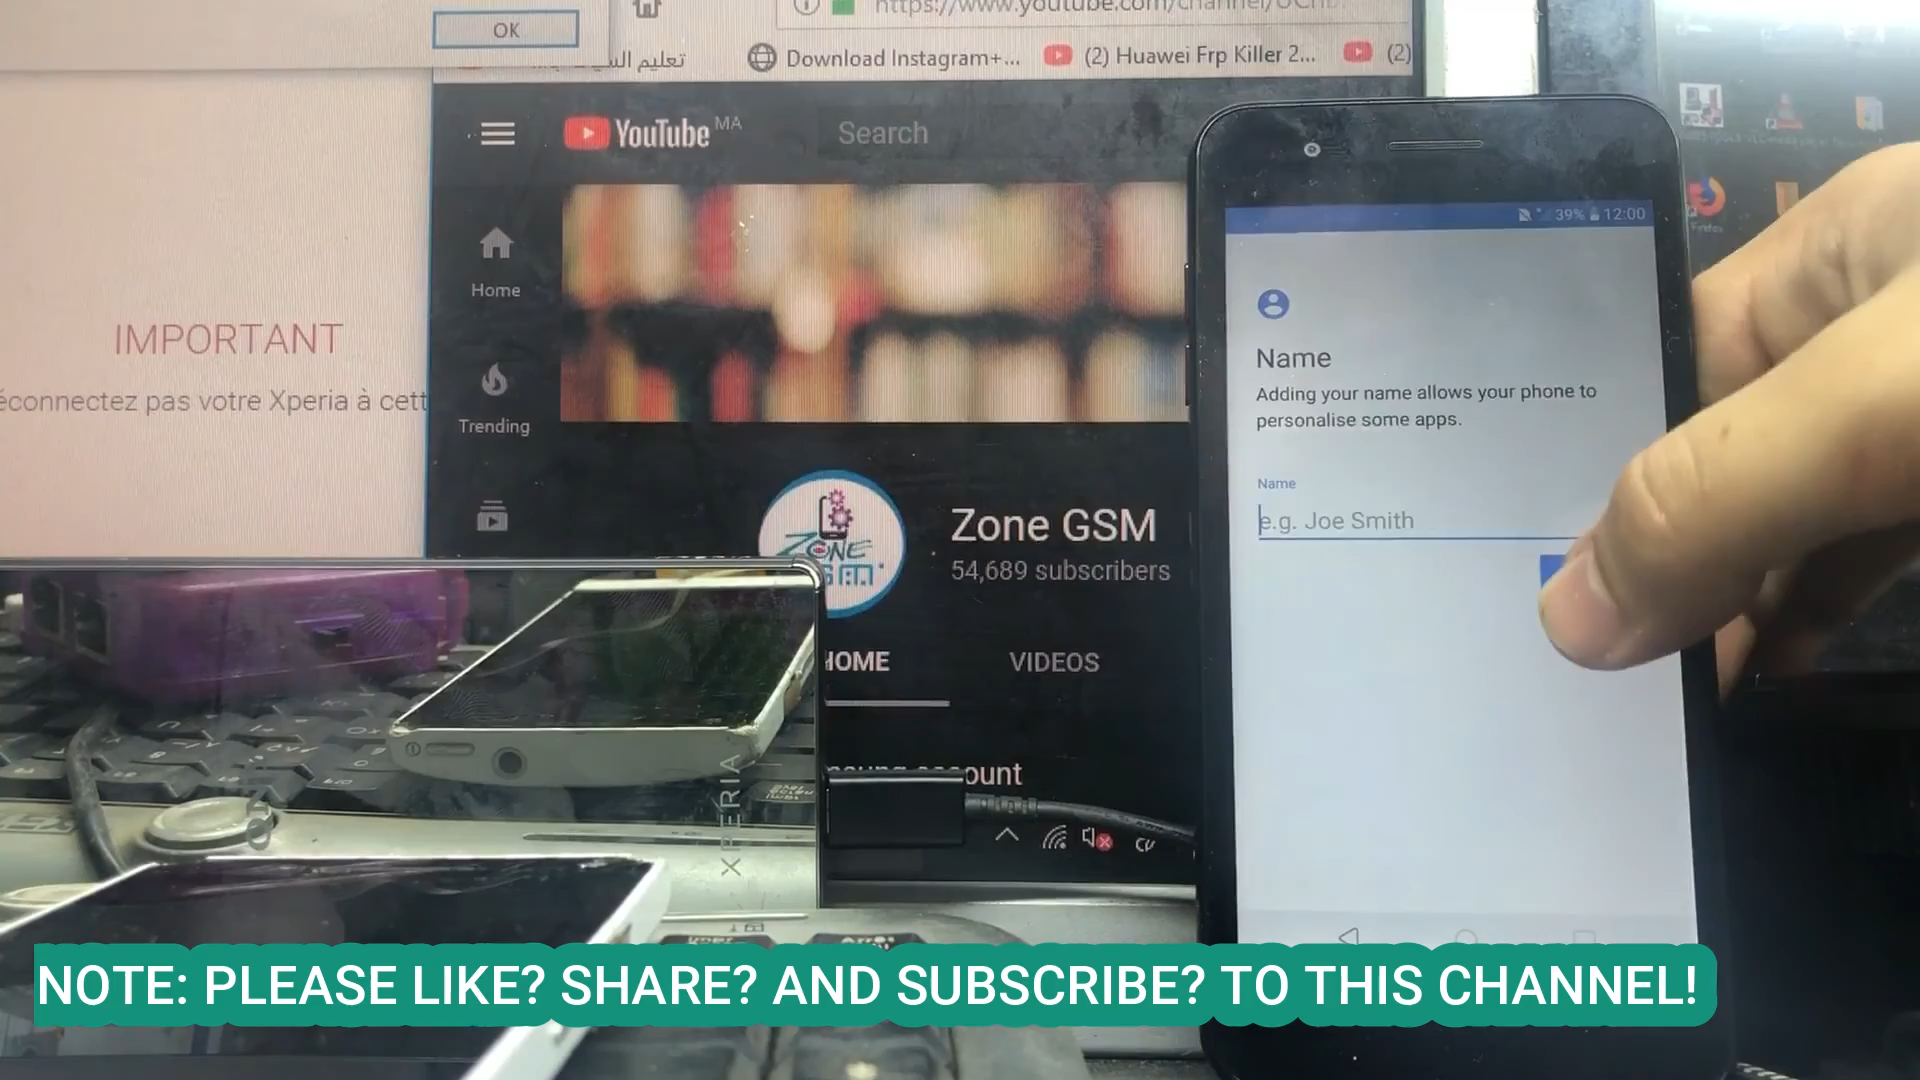 OK
https://www.youtube.com/channel/UC
تعليم
Download Instagram+...
(2) Huawei Frp Killer 2...
(2)
YouTube MA
Search
Home
Trending
IMPORTANT
éconnectez pas votre Xperia à cett
Zone GSM
54,689 subscribers
ZONE
HOME
VIDEOS
ount
XPERIA
Firefox
39% 12:00
Name
Adding your name allows your phone to
personalise some apps.
Name
e.g. Joe Smith
NOTE: PLEASE LIKE? SHARE? AND SUBSCRIBE? TO THIS CHANNEL!